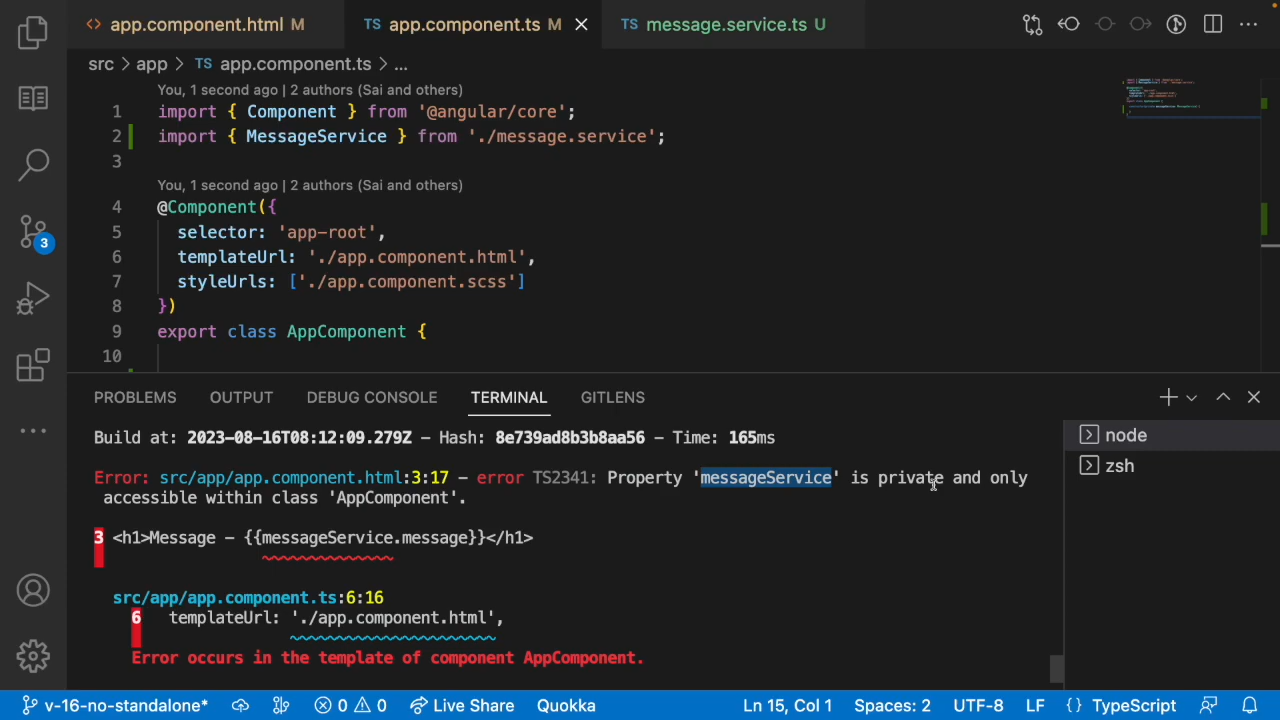 <> app.component.html M
TS app.component.ts M
TS message.service.ts U
src > app > TS app.component.ts > ...
You, 1 second ago | 2 authors (Sai and others)
1 import { Component } from '@angular/core';
2 import { MessageService } from './message.service';
3
You, 1 second ago | 2 authors (Sai and others)
4 @Component({
5 selector: 'app-root',
6 templateUrl: './app.component.html',
7 styleUrls: ['./app.component.scss']
8 })
9 export class AppComponent {
10
3
PROBLEMS OUTPUT DEBUG CONSOLE TERMINAL GITLENS
Build at: 2023-08-16T08:12:09.279Z - Hash: 8e739ad8b3b8aa56 - Time: 165ms
Error: src/app/app.component.html:3:17 - error TS2341: Property 'messageService' is private and only
accessible within class 'AppComponent'.
3 <h1>Message - {{messageService.message}}</h1>
src/app/app.component.ts:6:16
6 templateUrl: './app.component.html',
Error occurs in the template of component AppComponent.
node
zsh
v-16-no-standalone* 0 0 Live Share Quokka Ln 15, Col 1 Spaces: 2 UTF-8 LF {} TypeScript